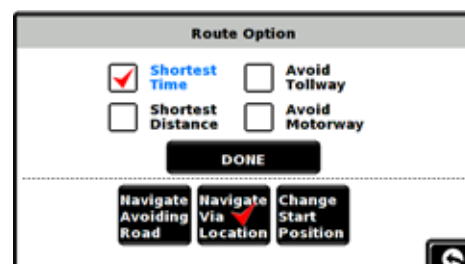 Route Option
Shortest
Time
Avoid
Tollway
Shortest
Distance
Avoid
Motorway
DONE
Navigate
Avoiding
Road
Navigate
Via
Location
Change
Start
Position